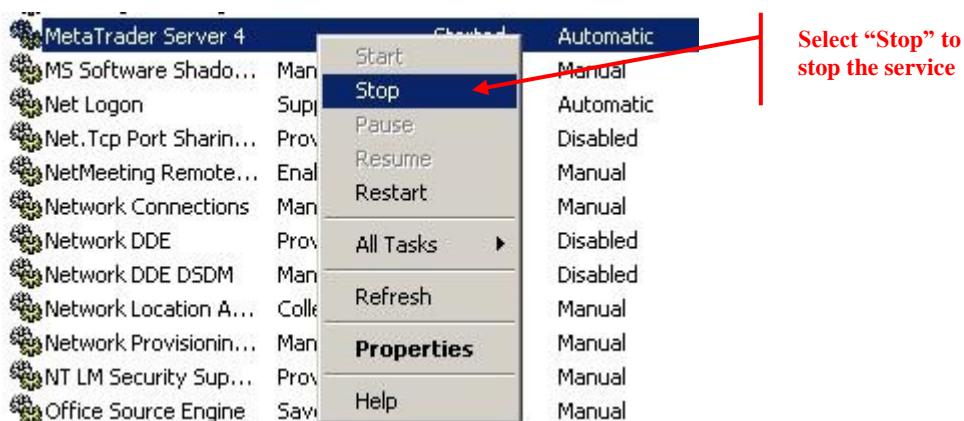 MetaTrader Server 4 Started Automatic
Start
MS Software Shado... Man Manual
Stop
Net Logon Supp Automatic
Pause
Net.Tcp Port Sharin... Prov Disabled
Resume
NetMeeting Remote... Enal Manual
Restart
Network Connections Man Manual
Network DDE Prov Disabled
All Tasks
Network DDE DSDM Man Disabled
Refresh
Network Location A... Colle Manual
Network Provisionin... Man Manual
Properties
NT LM Security Sup... Prov Manual
Help
Office Source Engine Save Manual
Select “Stop” to
stop the service